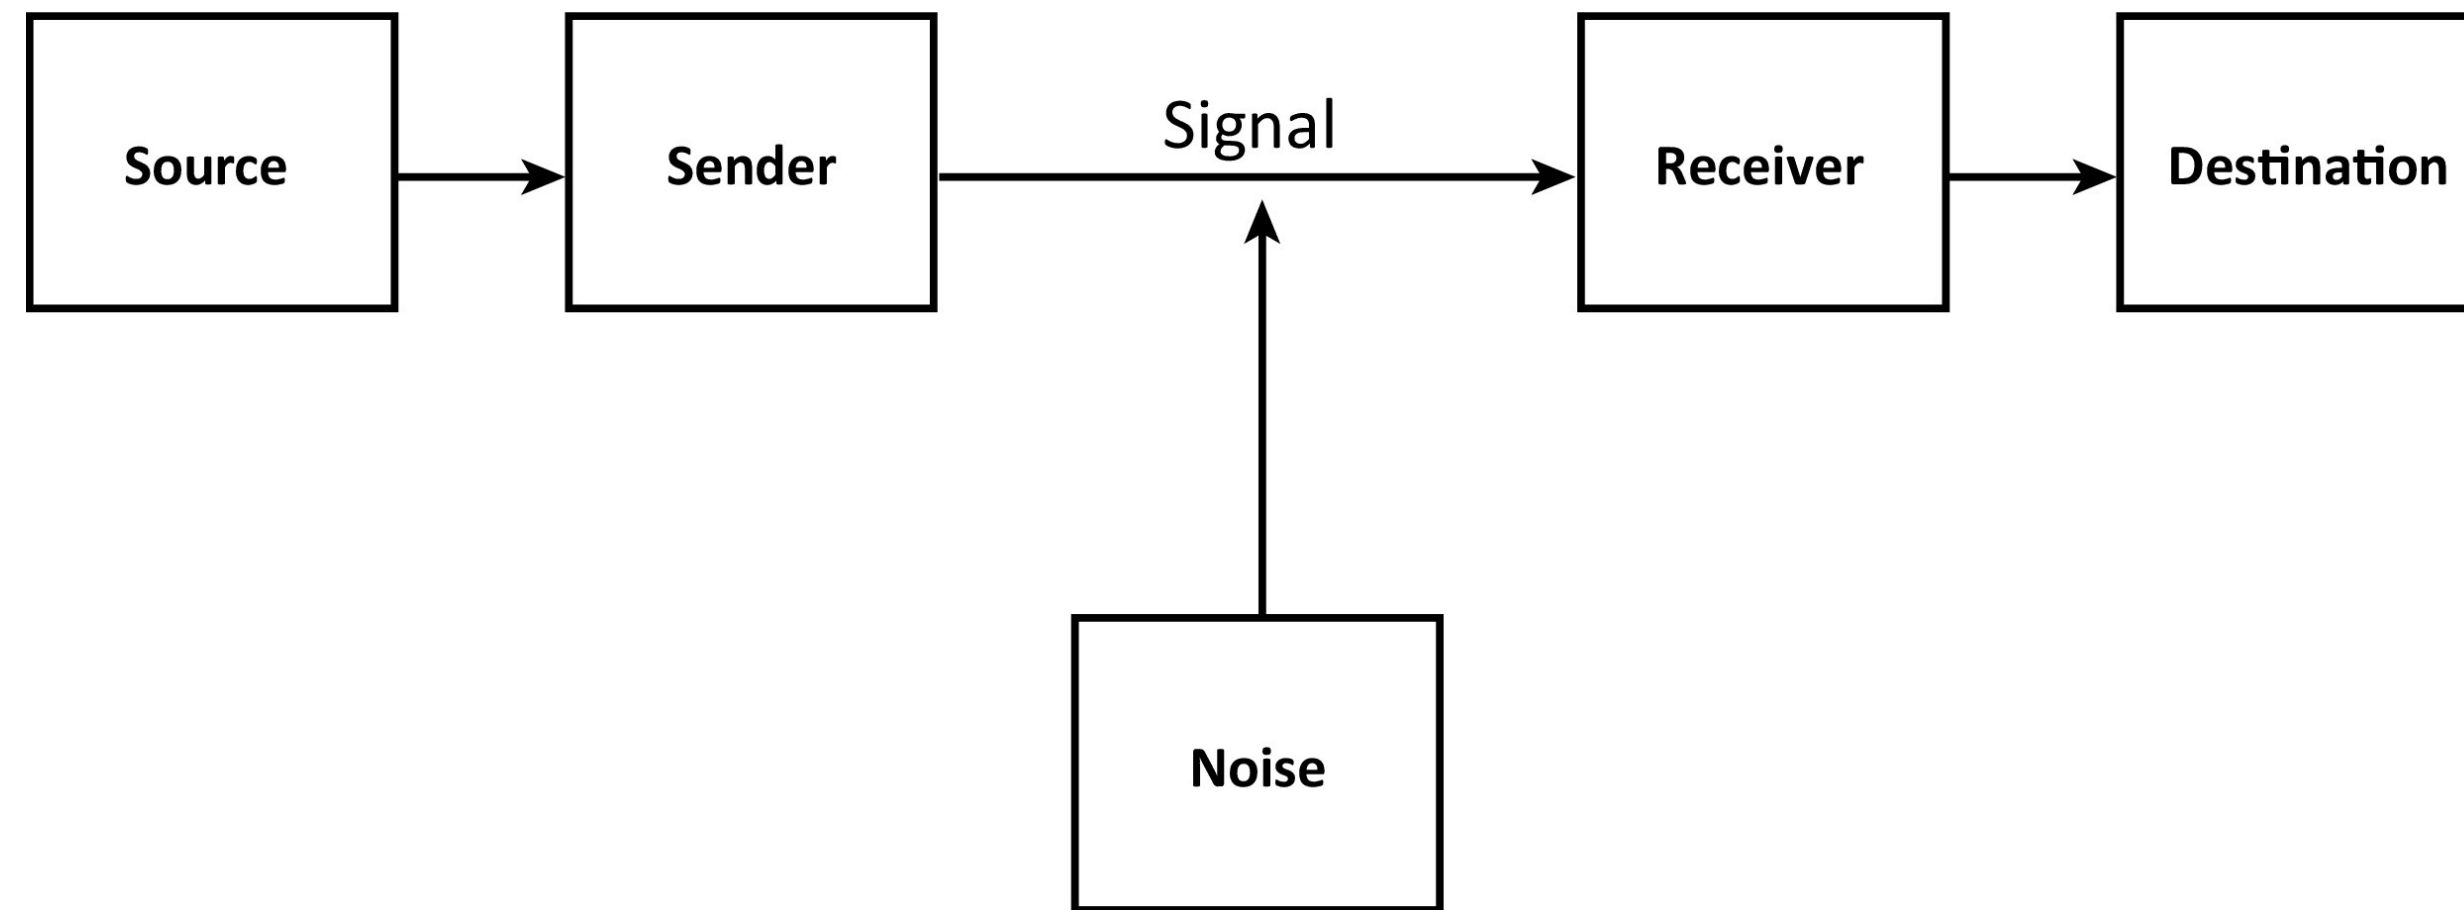 Source
Sender
Signal
Receiver
Destination
Noise